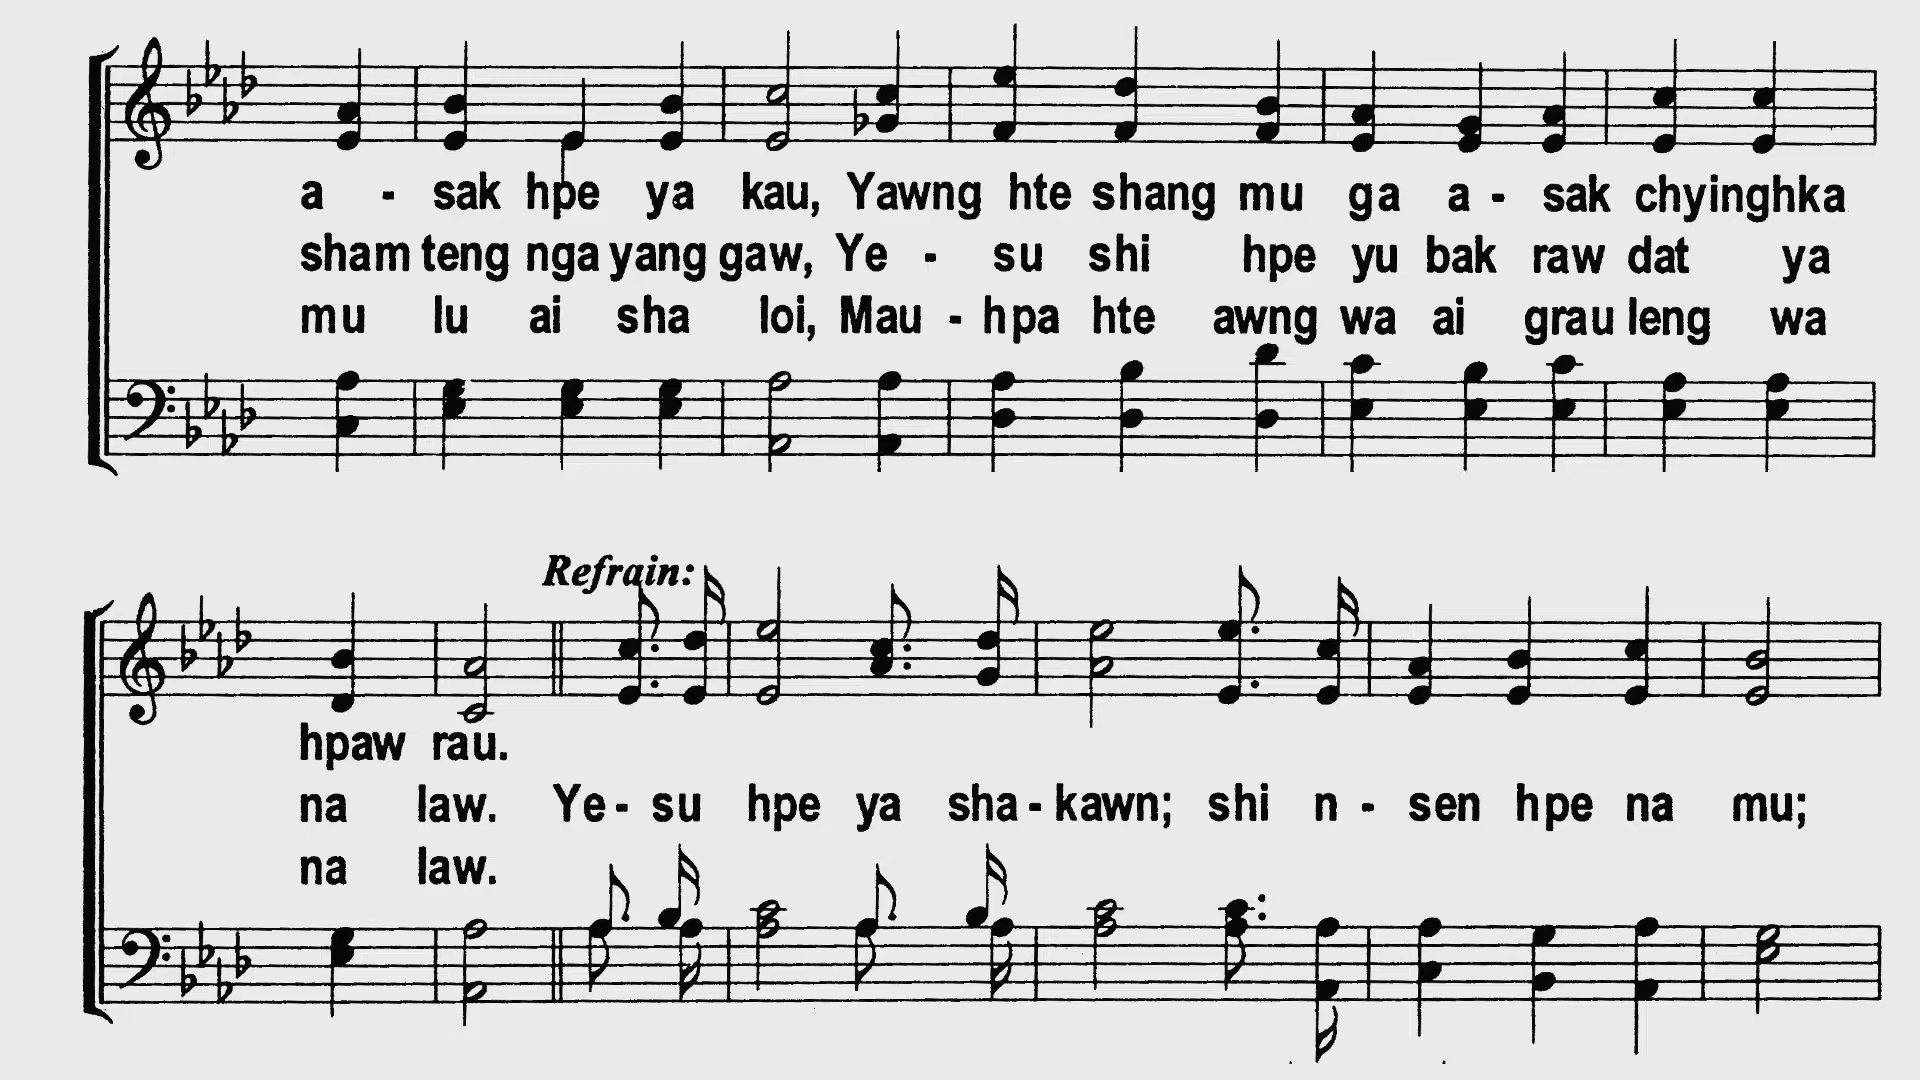 a - sak hpe ya kau, Yawng hte shang mu ga a - sak chyinghka
sham teng nga yang gaw, Ye - su shi hpe yu bak raw dat ya
mu lu ai sha loi, Mau - hpa hte awng wa ai grau leng wa
Refrain:
hpaw rau.
na law. Ye - su hpe ya sha - kawn; shi n - sen hpe na mu;
na law.